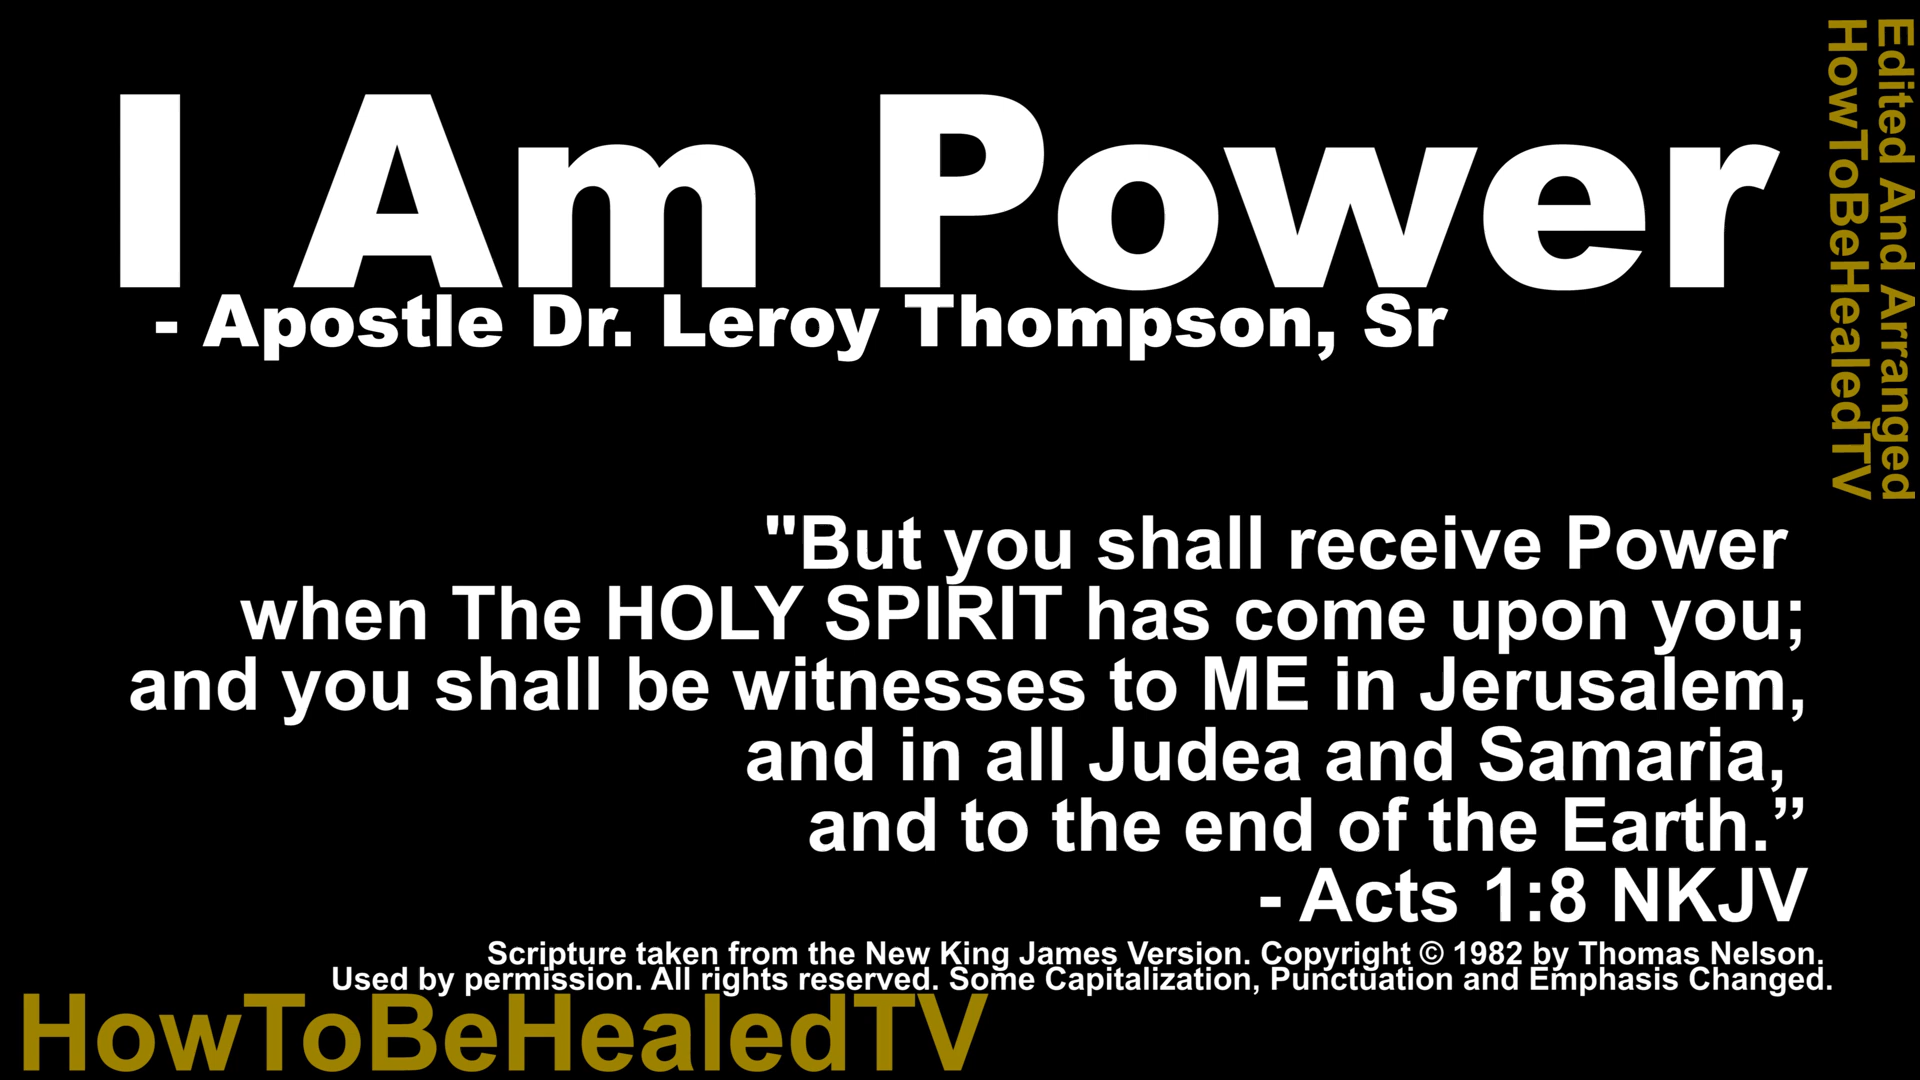 I Am Power
- Apostle Dr. Leroy Thompson, Sr
Edited And Arranged
HowToBeHealedTV
"But you shall receive Power
when The HOLY SPIRIT has come upon you;
and you shall be witnesses to ME in Jerusalem,
and in all Judea and Samaria,
and to the end of the Earth.”
- Acts 1:8 NKJV
Scripture taken from the New King James Version. Copyright © 1982 by Thomas Nelson.
Used by permission. All rights reserved. Some Capitalization, Punctuation and Emphasis Changed.
HowToBeHealedTV